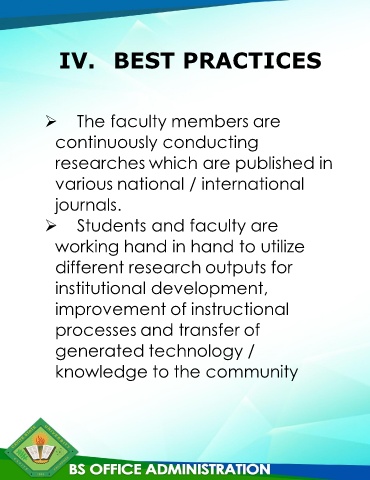 IV. BEST PRACTICES
➢ The faculty members are
continuously conducting
researches which are published in
various national / international
journals.
➢ Students and faculty are
working hand in hand to utilize
different research outputs for
institutional development,
improvement of instructional
processes and transfer of
generated technology /
knowledge to the community
BS OFFICE ADMINISTRATION